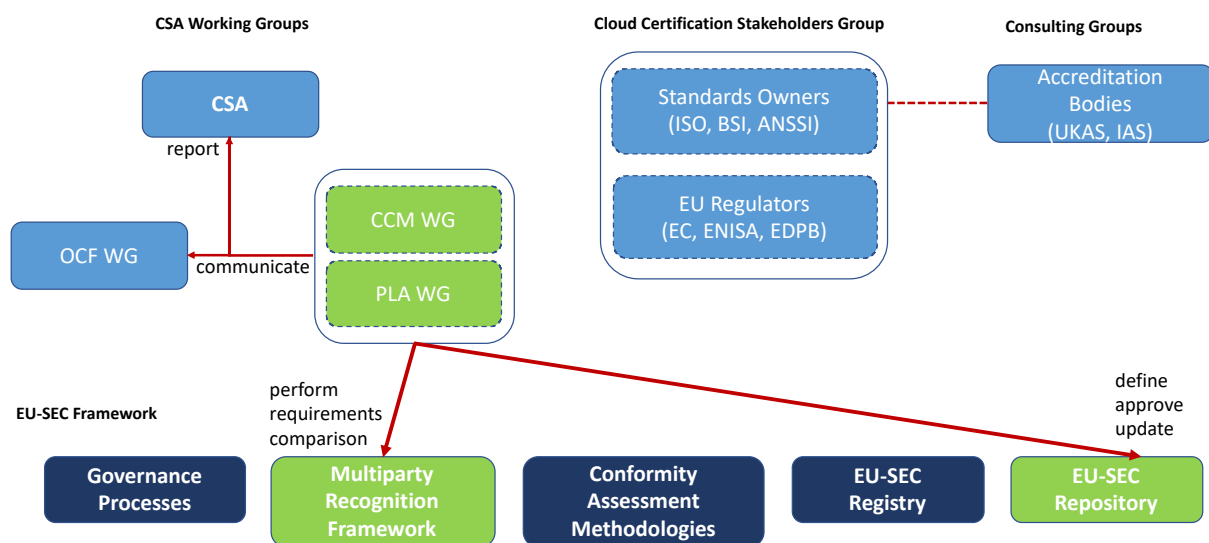 CSA Working Groups
Cloud Certification Stakeholders Group
Consulting Groups
CSA
Standards Owners
(ISO, BSI, ANSSI)
Accreditation
Bodies
(UKAS, IAS)
report
CCM WG
EU Regulators
(EC, ENISA, EDPB)
OCF WG
communicate
PLA WG
perform
requirements
comparison
define
approve
update
EU-SEC Framework
Governance
Processes
Multiparty
Recognition
Framework
Conformity
Assessment
Methodologies
EU-SEC
Registry
EU-SEC
Repository